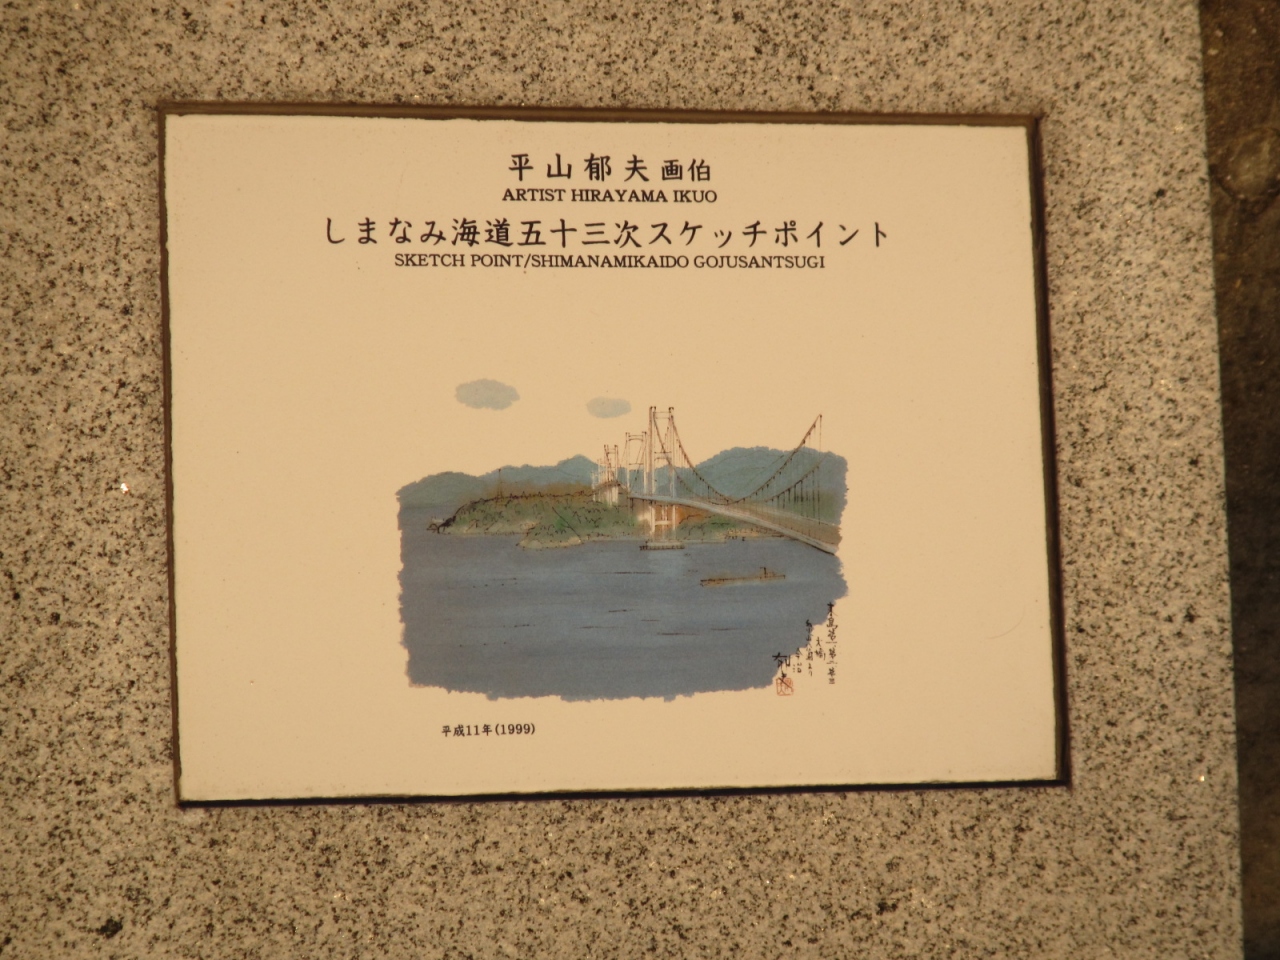 平山郁夫画伯
ARTIST HIRAYAMA IKUO
しまなみ海道五十三次スケッチポイント
SKETCH POINT/SHIMANAMIKAIDO GOJUSANTSUGI
平成11年(1999)